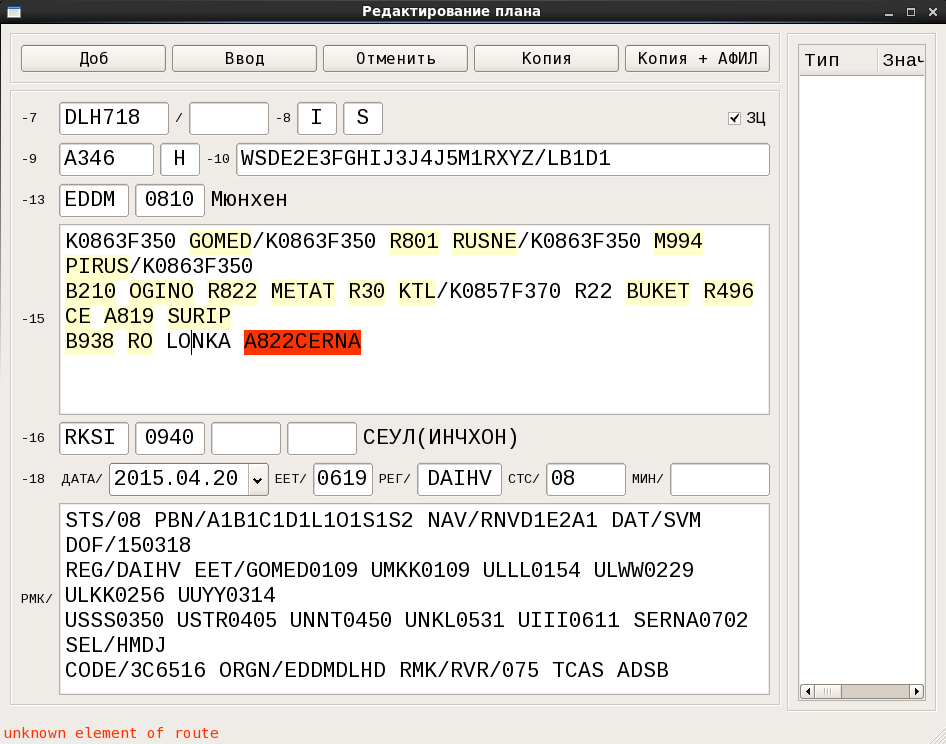 Редактирование плана
Доб Ввод Отменить Копия Копия + АФИЛ
Тип Знач
-7 DLH718 / -8 I S ЗЦ
-9 A346 H -10 WSDE2E3FGHIJ3J4J5M1RXYZ/LB1D1
-13 EDDM 0810 Мюнхен
K0863F350 GOMED/K0863F350 R801 RUSNE/K0863F350 M994
PIRUS/K0863F350
B210 OGINO R822 METAT R30 KTL/K0857F370 R22 BUKET R496
-15 CE A819 SURIP
B938 RO LONKA A822CERNA
-16 RKSI 0940 СЕУЛ(ИНЧХОН)
-18 ДАТА/ 2015.04.20 ЕЕТ/ 0619 РЕГ/ DAIHV СТС/ 08 МИН/
STS/08 PBN/A1B1C1D1L1O1S1S2 NAV/RNVD1E2A1 DAT/SVM
DOF/150318
REG/DAIHV EET/GOMED0109 UMKK0109 ULLL0154 ULWW0229
РМК/ ULKK0256 UUYY0314
USSS0350 USTR0405 UNNT0450 UNKL0531 UIII0611 SERNA0702
SEL/HMDJ
CODE/3C6516 ORGN/EDDMDLHD RMK/RVR/075 TCAS ADSB
unknown element of route